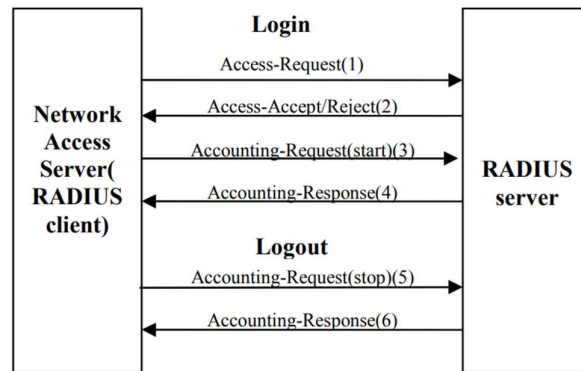 Login
Access-Request(1)
Access-Accept/Reject(2)
Network
Access
Server(
RADIUS
client)
Accounting-Request(start)(3)
Accounting-Response(4)
RADIUS
server
Logout
Accounting-Request(stop)(5)
Accounting-Response(6)